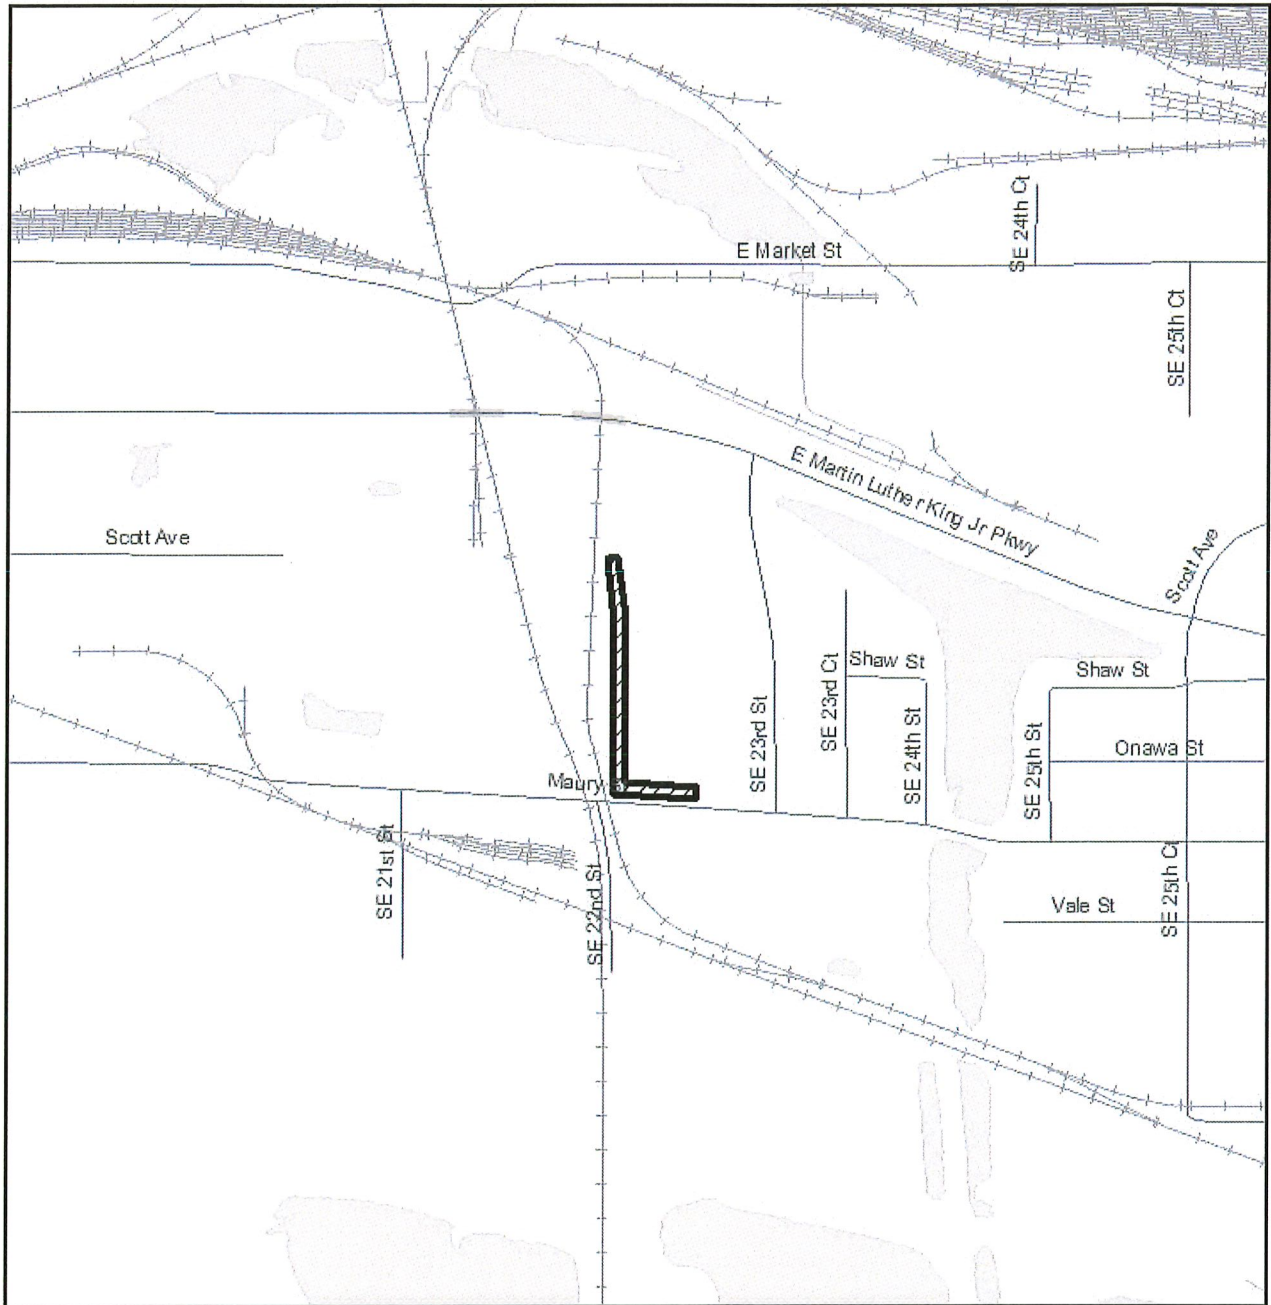 SE 24th Ct
E Market St
SE 25th Ct
E Martin Luther King Jr Pkwy
Scott Ave
Scott Ave
Shaw St
Shaw St
SE 23rd Ct
SE 23rd St
SE 24th St
SE 25th St
Onawa St
Maury
SE 21st St
SE 22nd St
SE 25th Ct
Vale St